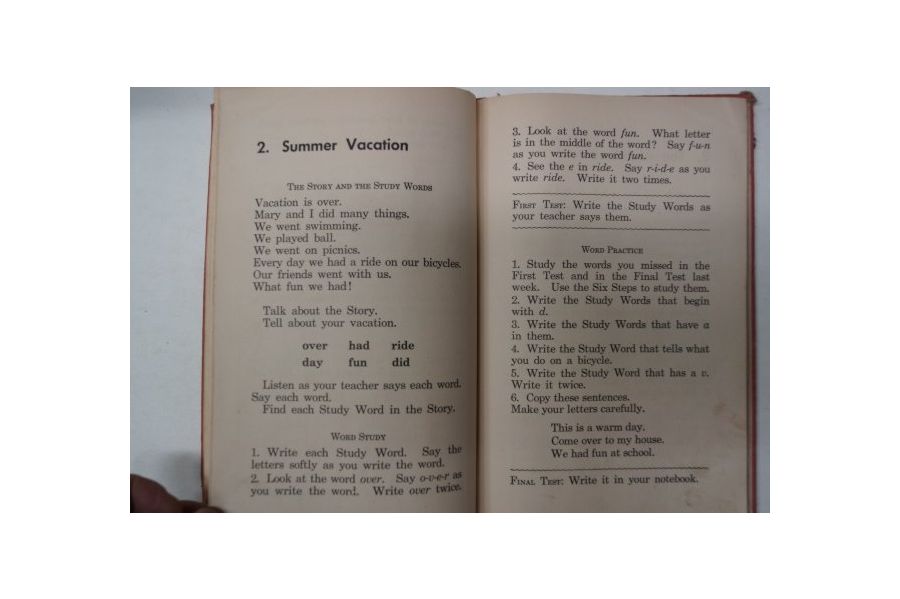 2. Summer Vacation
The Story and the Study Words
Vacation is over.
Mary and I did many things.
We went swimming.
We played ball.
We went on picnics.
Every day we had a ride on our bicycles.
Our friends went with us.
What fun we had!
Talk about the Story.
Tell about your vacation.
over had ride
day fun did
Listen as your teacher says each word.
Say each word.
Find each Study Word in the Story.
Word Study
1. Write each Study Word. Say the
letters softly as you write the word.
2. Look at the word over. Say o-v-e-r as
you write the word. Write over twice.
3. Look at the word fun. What letter
is in the middle of the word? Say f-u-n
as you write the word fun.
4. See the e in ride. Say r-i-d-e as you
write ride. Write it two times.
First Test: Write the Study Words as
your teacher says them.
Word Practice
1. Study the words you missed in the
First Test and in the Final Test last
week. Use the Six Steps to study them.
2. Write the Study Words that begin
with d.
3. Write the Study Words that have a
in them.
4. Write the Study Word that tells what
you do on a bicycle.
5. Write the Study Word that has a v.
Write it twice.
6. Copy these sentences.
Make your letters carefully.
This is a warm day.
Come over to my house.
We had fun at school.
Final Test: Write it in your notebook.